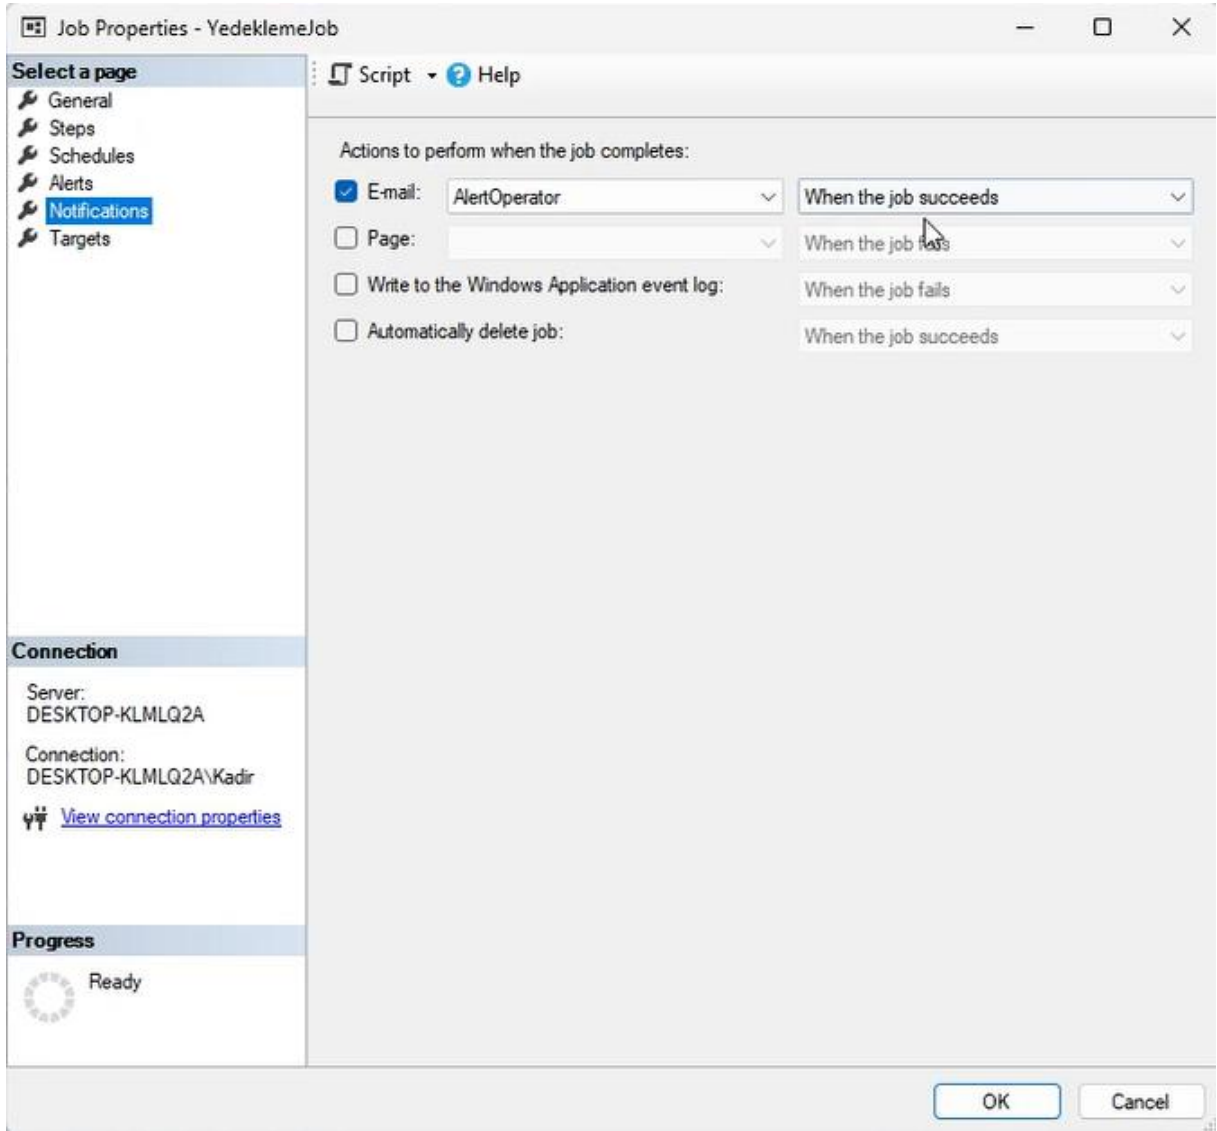 Job Properties - YedeklemeJob
Select a page
General
Steps
Schedules
Alerts
Notifications
Targets
Script
Help
Actions to perform when the job completes:
E-mail: AlertOperator When the job succeeds
Page: When the job fails
Write to the Windows Application event log: When the job fails
Automatically delete job: When the job succeeds
Connection
Server:
DESKTOP-KLMLQ2A
Connection:
DESKTOP-KLMLQ2A\Kadir
View connection properties
Progress
Ready
OK Cancel